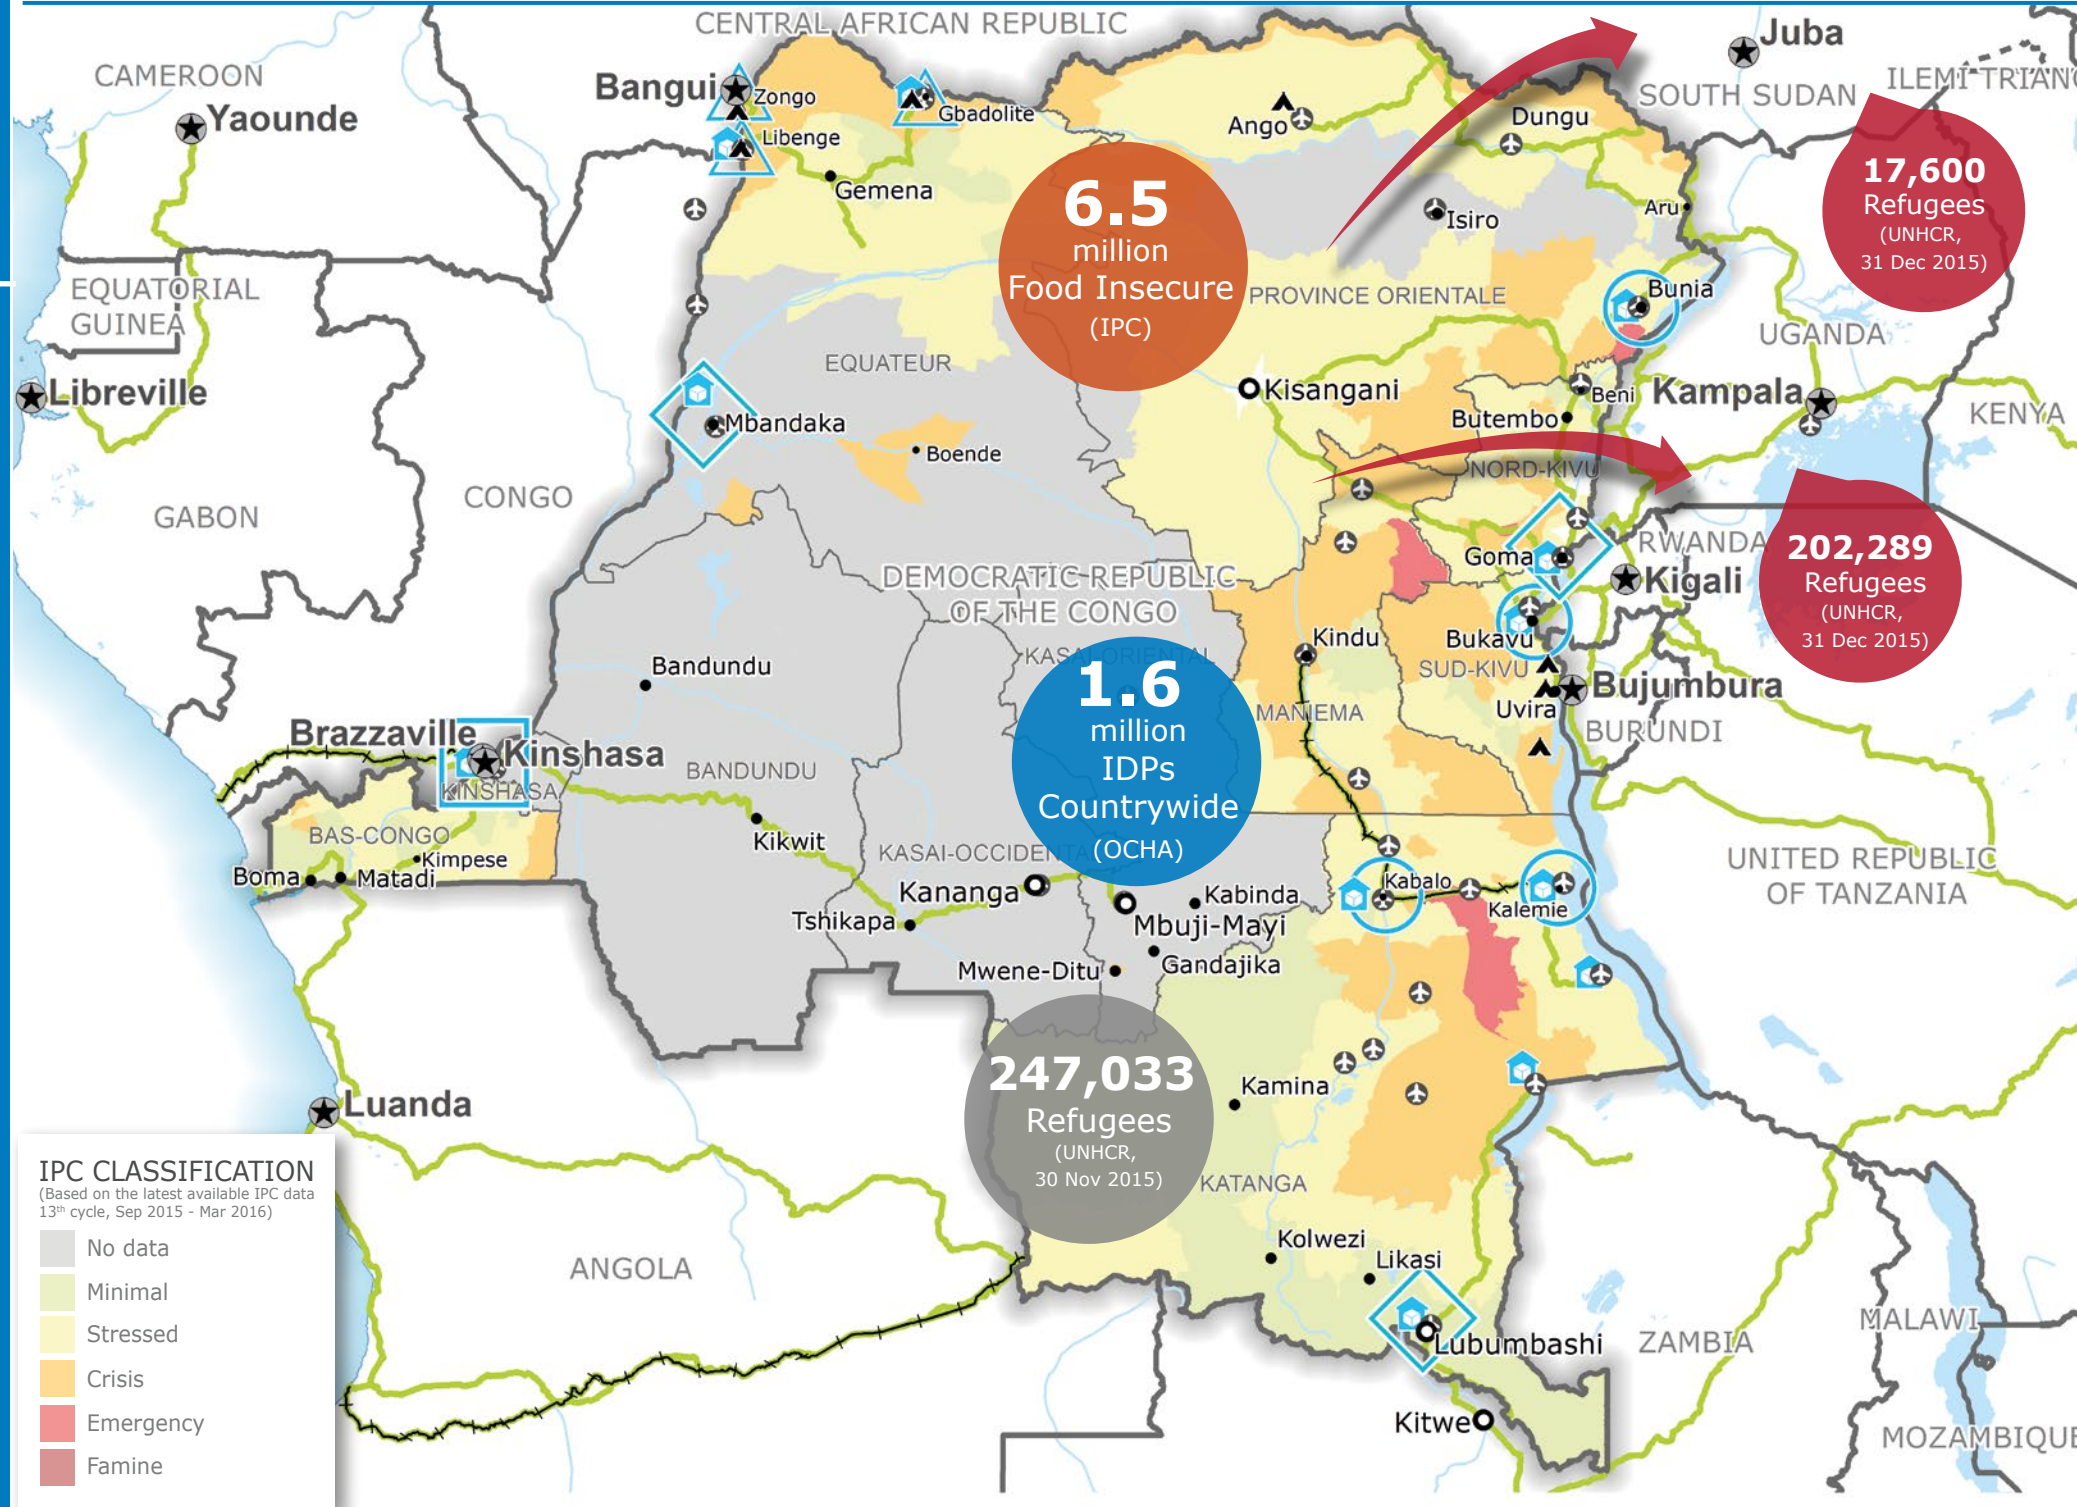 CENTRAL AFRICAN REPUBLIC
Juba
CAMEROON
Bangui
Zongo
SOUTH SUDAN
ILEMI TRIANG
Yaounde
Gbadolite
Ango
Dungu
Libenge
Gemena
17,600
Refugees
(UNHCR,
31 Dec 2015)
6.5
million
Food Insecure
(IPC)
Isiro
Aru
EQUATORIAL
GUINEA
PROVINCE ORIENTALE
Bunia
UGANDA
EQUATEUR
Libreville
Kisangani
Beni
Kampala
KENYA
Butembo
Mbandaka
Boende
NORD-KIVU
CONGO
GABON
Goma
RWANDA
Kigali
202,289
Refugees
(UNHCR,
31 Dec 2015)
DEMOCRATIC REPUBLIC
OF THE CONGO
Kindu
Bukavu
SUD-KIVU
KASAI-ORIENTAL
Bandundu
1.6
million
IDPs
Countrywide
(OCHA)
MANIEMA
Uvira
Bujumbura
BURUNDI
Brazzaville
Kinshasa
KINSHASA
BANDUNDU
BAS-CONGO
Kimpese
Boma
Matadi
Kikwit
KASAI-OCCIDENTA
Kananga
Tshikapa
Kabinda
Mbuji-Mayi
Mwene-Ditu
Gandajika
Kabalo
Kalemie
UNITED REPUBLIC
OF TANZANIA
247,033
Refugees
(UNHCR,
30 Nov 2015)
Kamina
KATANGA
Luanda
ANGOLA
Kolwezi
Likasi
Lubumbashi
ZAMBIA
MALAWI
Kitwe
MOZAMBIQUE
IPC CLASSIFICATION
(Based on the latest available IPC data
13th cycle, Sep 2015 - Mar 2016)
No data
Minimal
Stressed
Crisis
Emergency
Famine